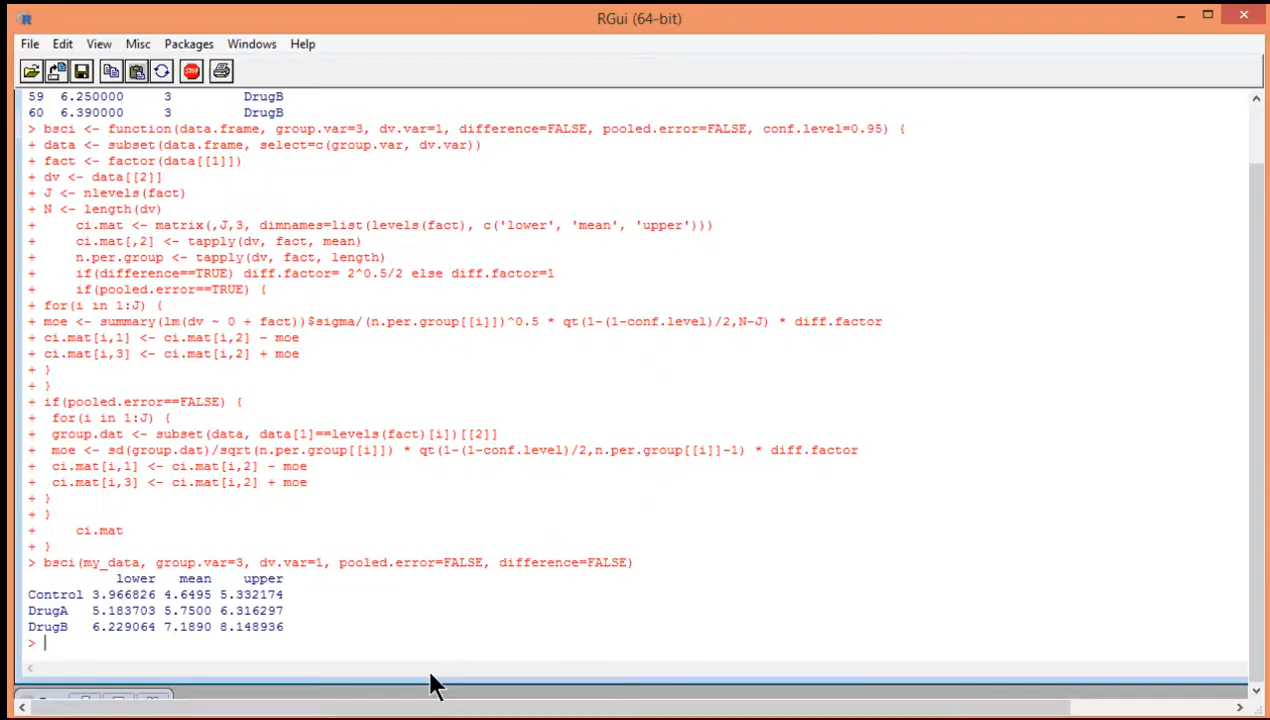 RGui (64-bit)
File Edit View Misc Packages Windows Help
59 6.250000 3 DrugB
60 6.390000 3 DrugB
> bsci <- function(data.frame, group.var=3, dv.var=1, difference=FALSE, pooled.error=FALSE, conf.level=0.95) {
+ data <- subset(data.frame, select=c(group.var, dv.var))
+ fact <- factor(data[[1]])
+ dv <- data[[2]]
+ J <- nlevels(fact)
+ N <- length(dv)
+     ci.mat <- matrix(,J,3, dimnames=list(levels(fact), c('lower', 'mean', 'upper')))
+     ci.mat[,2] <- tapply(dv, fact, mean)
+     n.per.group <- tapply(dv, fact, length)
+     if(difference==TRUE) diff.factor= 2^0.5/2 else diff.factor=1
+     if(pooled.error==TRUE) {
+ for(i in 1:J) {
+ moe <- summary(lm(dv ~ 0 + fact))$sigma/(n.per.group[[i]])^0.5 * qt(1-(1-conf.level)/2,N-J) * diff.factor
+ ci.mat[i,1] <- ci.mat[i,2] - moe
+ ci.mat[i,3] <- ci.mat[i,2] + moe
+ }
+ }
+ if(pooled.error==FALSE) {
+  for(i in 1:J) {
+  group.dat <- subset(data, data[1]==levels(fact)[i])[[2]]
+  moe <- sd(group.dat)/sqrt(n.per.group[[i]]) * qt(1-(1-conf.level)/2,n.per.group[[i]]-1) * diff.factor
+  ci.mat[i,1] <- ci.mat[i,2] - moe
+  ci.mat[i,3] <- ci.mat[i,2] + moe
+ }
+ }
+     ci.mat
+ }
> bsci(my_data, group.var=3, dv.var=1, pooled.error=FALSE, difference=FALSE)
lower mean upper
Control 3.966826 4.6495 5.332174
DrugA 5.183703 5.7500 6.316297
DrugB 6.229064 7.1890 8.148936
>